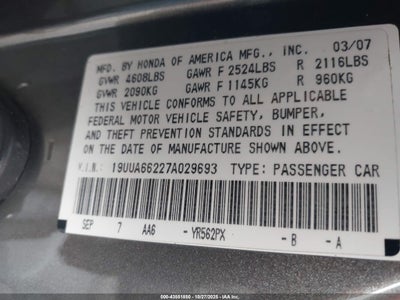 MFD. BY HONDA OF AMERICA MFG., INC. 03/07
GVWR 4608LBS GAWR F 2524LBS R 2116LBS
GVWR 2090KG GAWR F 1145KG R 960KG
THIS VEHICLE CONFORMS TO ALL APPLICABLE
FEDERAL MOTOR VEHICLE SAFETY, BUMPER,
AND THEFT PREVENTION STANDARDS IN EFFECT
ON THE DATE OF MANUFACTURE SHOWN ABOVE.
V.I.N.: 19UUA66227A029693 TYPE: PASSENGER CAR
SEP 7 AA6 -YR562PX -B -A
000-43551050 | 10/27/2025 - IAA Inc.